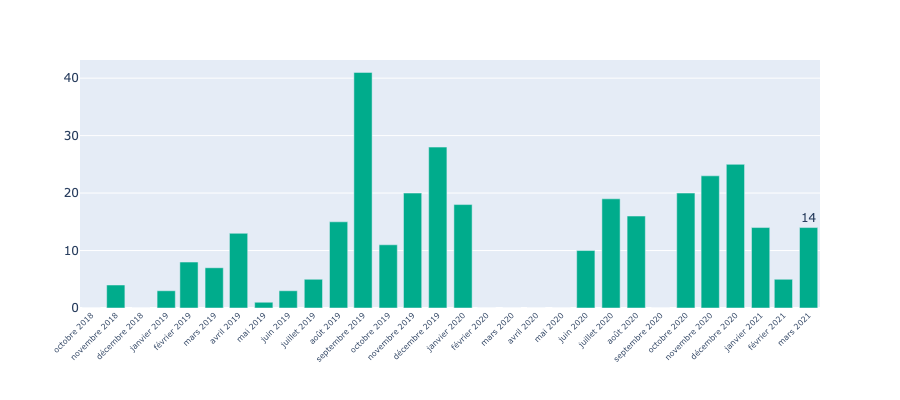 40
30
20
10
0
14
octobre 2018
novembre 2018
décembre 2018
janvier 2019
février 2019
mars 2019
avril 2019
mai 2019
juin 2019
juillet 2019
août 2019
septembre 2019
octobre 2019
novembre 2019
décembre 2019
janvier 2020
février 2020
mars 2020
avril 2020
mai 2020
juin 2020
juillet 2020
août 2020
septembre 2020
octobre 2020
novembre 2020
décembre 2020
janvier 2021
février 2021
mars 2021